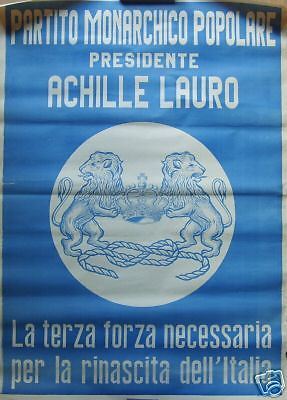 PARTITO MONARCHICO POPOLARE
PRESIDENTE
ACHILLE LAURO
La terza forza necessaria
per la rinascita dell'Italia